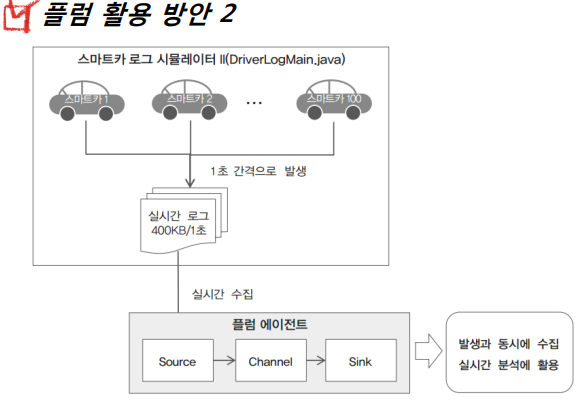 플럼 활용 방안 2
스마트카 로그 시뮬레이터 II(DriverLogMain.java)
스마트카 1
스마트카 2
...
스마트카 100
1초 간격으로 발생
실시간 로그
400KB/1초
실시간 수집
플럼 에이전트
Source
Channel
Sink
발생과 동시에 수집
실시간 분석에 활용